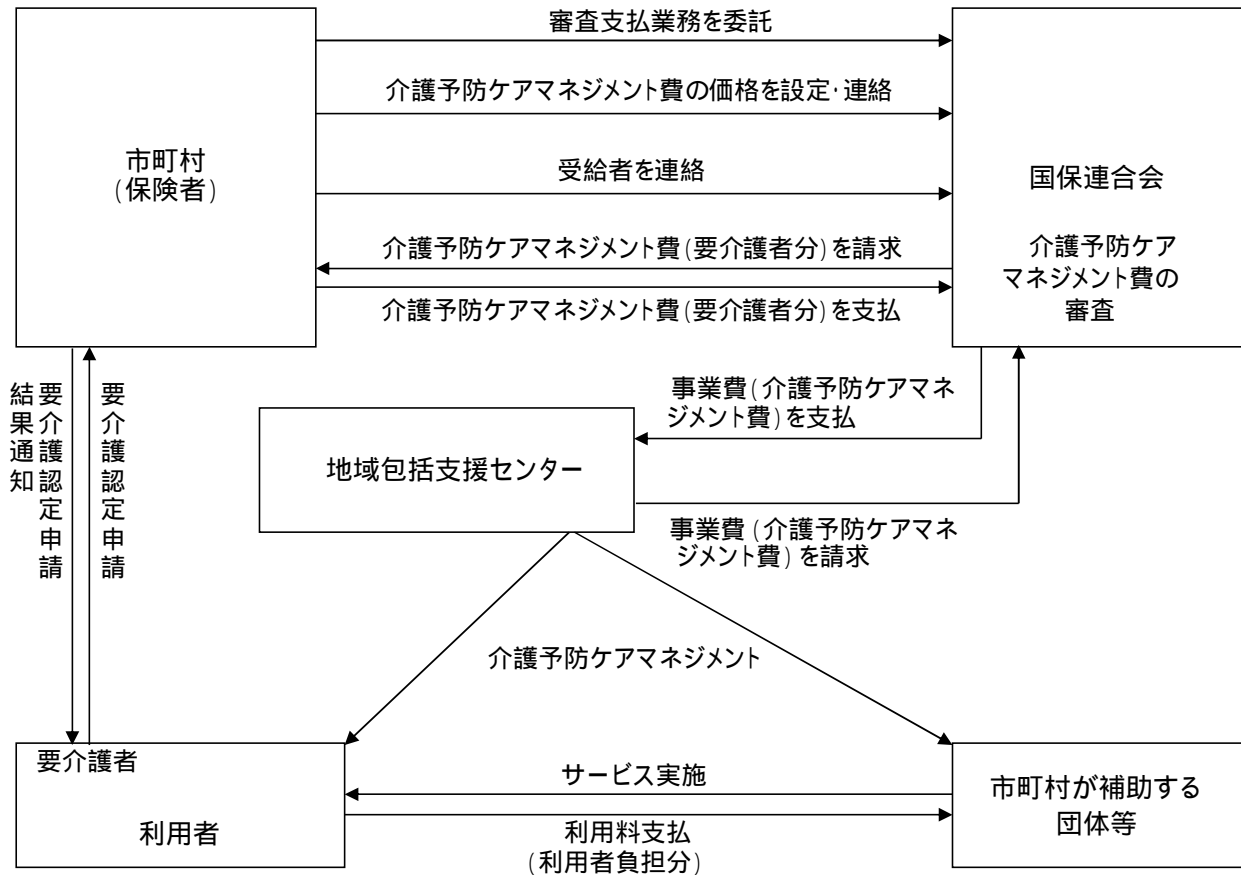 審査支払業務を委託
介護予防ケアマネジメント費の価格を設定・連絡
市町村
(保険者)
受給者を連絡
国保連合会
介護予防ケアマネジメント費(要介護者分)を請求
介護予防ケア
マネジメント費の
審査
介護予防ケアマネジメント費(要介護者分)を支払
要介護認定申請
結果通知
要介護認定申請
事業費(介護予防ケアマネ
ジメント費)を支払
地域包括支援センター
事業費(介護予防ケアマネ
ジメント費)を請求
介護予防ケアマネジメント
要介護者
利用者
サービス実施
利用料支払
(利用者負担分)
市町村が補助する
団体等